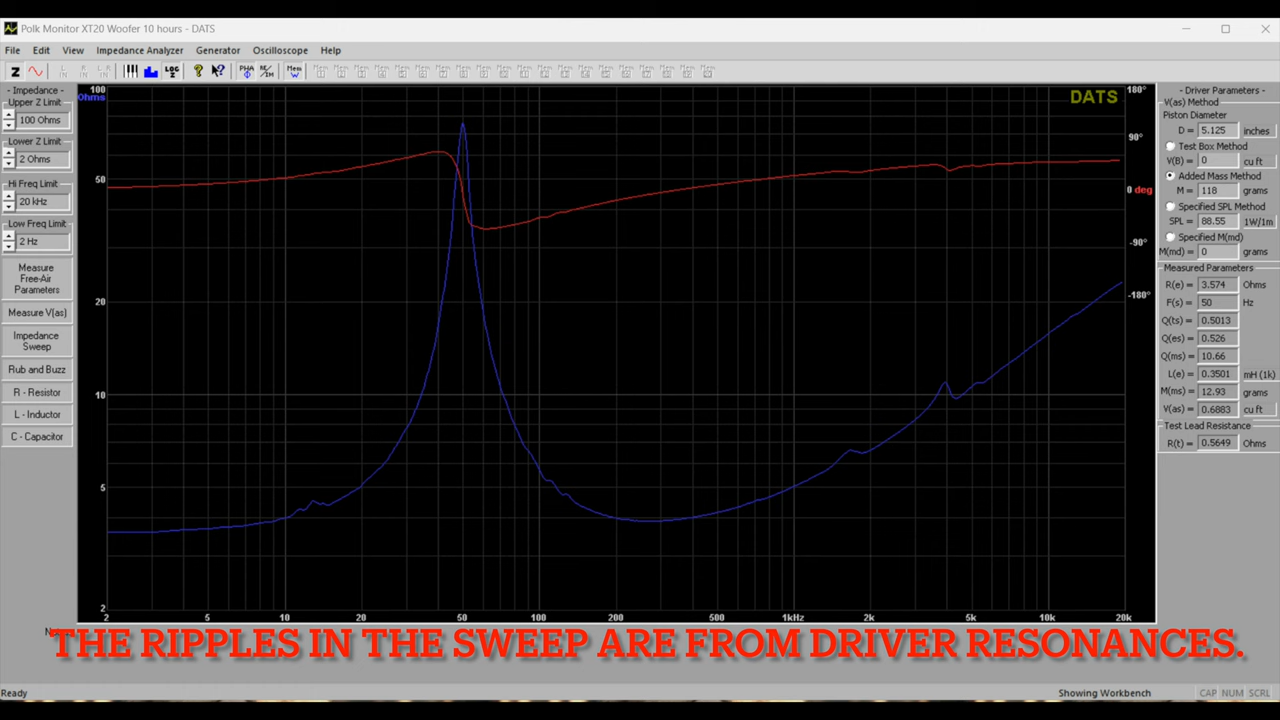 Polk Monitor XT20 Woofer 10 hours - DATS
File Edit View Impedance Analyzer Generator Oscilloscope Help
Z
LOG
Z
?
?
PHA
RE/IM
Mem
W
- Impedance -
Upper Z Limit
100 Ohms
Lower Z Limit
2 Ohms
Hi Freq Limit
20 kHz
Low Freq Limit
2 Hz
Measure
Free-Air
Parameters
Measure V(as)
Impedance
Sweep
Rub and Buzz
R - Resistor
L - Inductor
C - Capacitor
100
Ohms
50
20
10
5
2
DATS
180°
90°
0 deg
-90°
-180°
2 5 10 20 50 100 200 500 1kHz 2k 5k 10k 20k
- Driver Parameters -
V(as) Method
Piston Diameter
D = 5.125 inches
Test Box Method
V(B) = 0 cu ft
Added Mass Method
M = 118 grams
Specified SPL Method
SPL = 88.55 1W/1m
Specified M(md)
M(md) = 0 grams
Measured Parameters
R(e) = 3.574 Ohms
F(s) = 50 Hz
Q(ts) = 0.5013
Q(es) = 0.526
Q(ms) = 10.66
L(e) = 0.3501 mH (1k)
M(ms) = 12.93 grams
V(as) = 0.6883 cu ft
Test Lead Resistance
R(t) = 0.5649 Ohms
THE RIPPLES IN THE SWEEP ARE FROM DRIVER RESONANCES.
Ready
Showing Workbench
CAP NUM SCRL